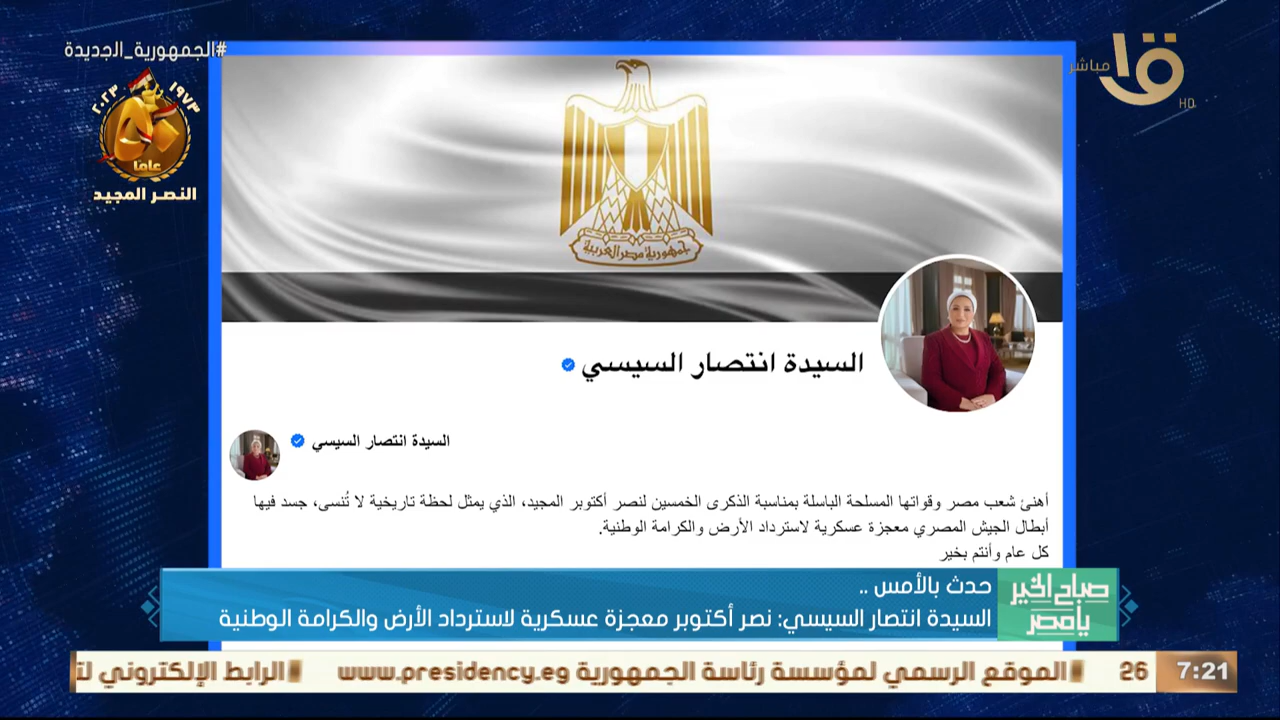 #الجمهورية_الجديدة
١٩٧٣
٢٠٢٣
٥٠
عاما
النصر المجيد
مباشر
HD
جمهورية مصر العربية
السيدة انتصار السيسي
السيدة انتصار السيسي
أهنئ شعب مصر وقواتها المسلحة الباسلة بمناسبة الذكرى الخمسين لنصر أكتوبر المجيد، الذي يمثل لحظة تاريخية لا تُنسى، جسد فيها
أبطال الجيش المصري معجزة عسكرية لاسترداد الأرض والكرامة الوطنية.
كل عام وأنتم بخير
صباح الخير
يا مصر
حدث بالأمس ..
السيدة انتصار السيسي: نصر أكتوبر معجزة عسكرية لاسترداد الأرض والكرامة الوطنية
7:21
26 الموقع الرسمي لمؤسسة رئاسة الجمهورية www.presidency.eg الرابط الإلكتروني